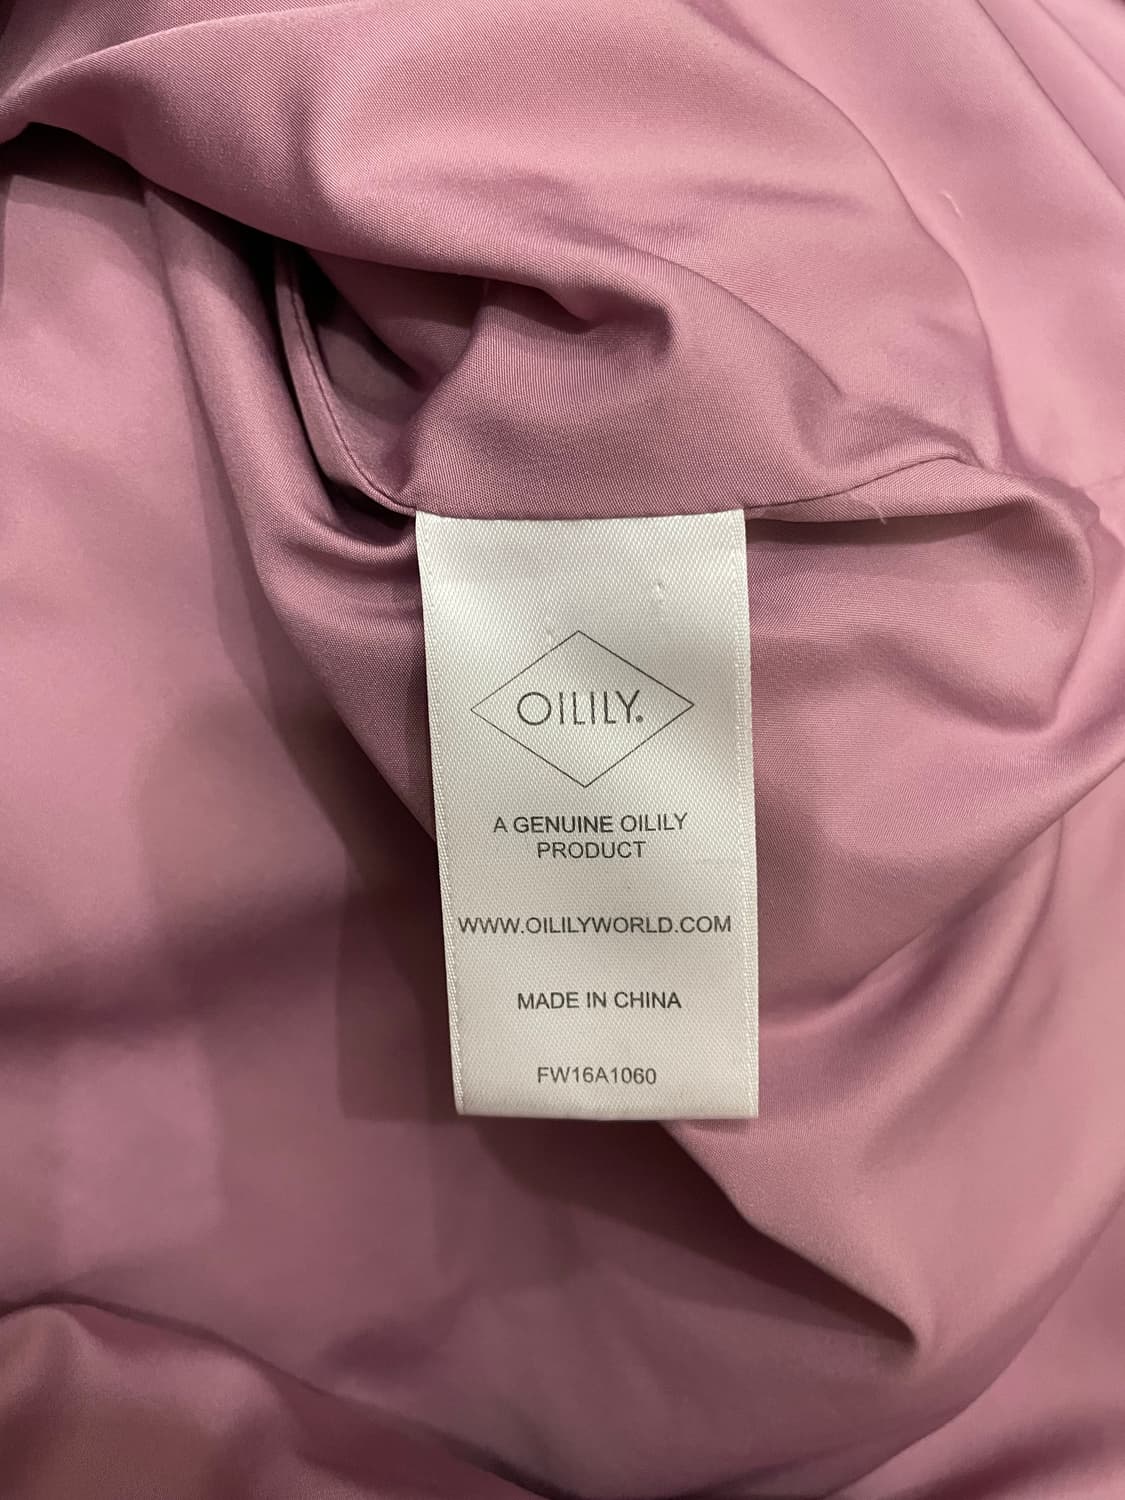 OILILY.
A GENUINE OILILY
PRODUCT
WWW.OILILYWORLD.COM
MADE IN CHINA
FW16A1060